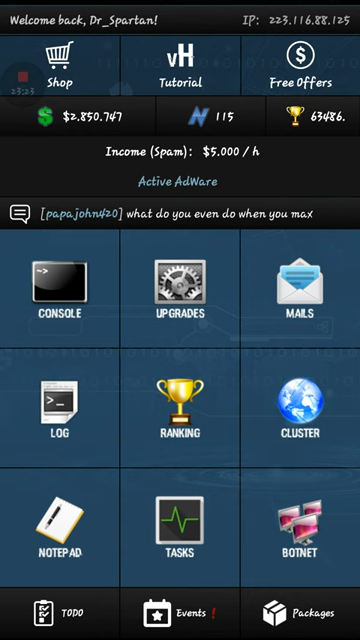 Welcome back, Dr_Spartan! IP: 223.116.88.125
vH
Shop Tutorial Free Offers
23:23
$2.850.747 115 63486.
Income (Spam): $5.000 / h
Active AdWare
[papajohn420] what do you even do when you max
CONSOLE UPGRADES MAILS
LOG RANKING CLUSTER
NOTEPAD TASKS BOTNET
TODO Events ! Packages